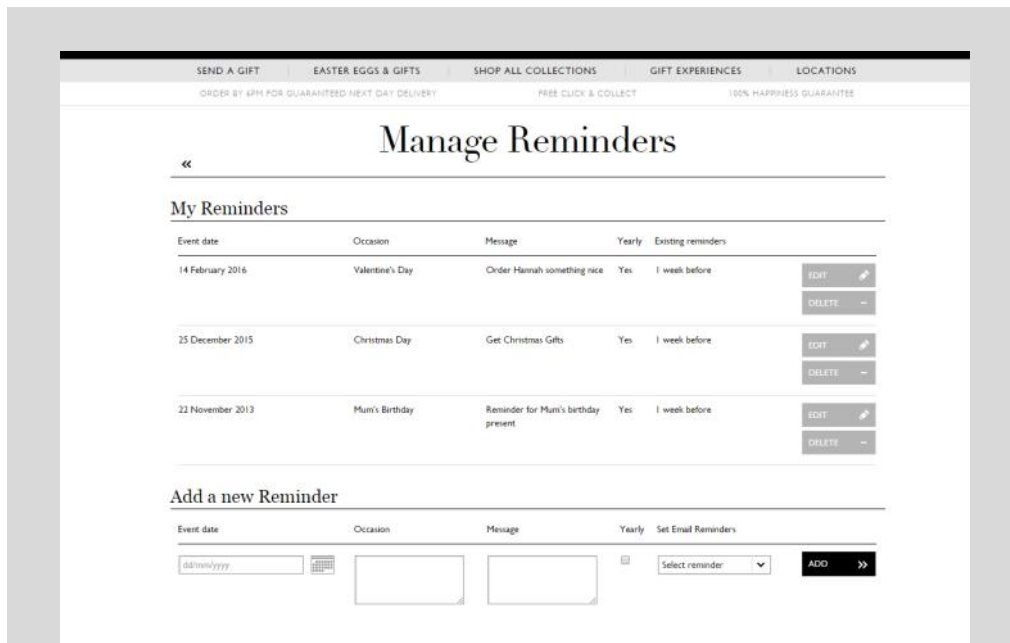 SEND A GIFT EASTER EGGS & GIFTS SHOP ALL COLLECTIONS GIFT EXPERIENCES LOCATIONS
ORDER BY 6PM FOR GUARANTEED NEXT DAY DELIVERY FREE CLICK & COLLECT 100% HAPPINESS GUARANTEE
Manage Reminders
«
My Reminders
Event date Occasion Message Yearly Existing reminders
14 February 2016 Valentine's Day Order Hannah something nice Yes 1 week before EDIT
DELETE –
25 December 2015 Christmas Day Get Christmas Gifts Yes 1 week before EDIT
DELETE –
22 November 2013 Mum's Birthday Reminder for Mum's birthday Yes 1 week before EDIT
present
DELETE –
Add a new Reminder
Event date Occasion Message Yearly Set Email Reminders
dd/mm/yyyy Select reminder ADD »